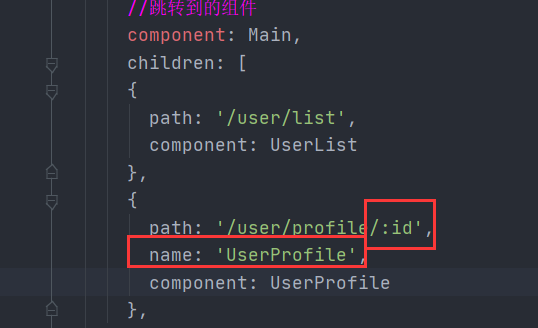 //跳转到的组件
component: Main,
children: [
{
path: '/user/list',
component: UserList
},
{
path: '/user/profile/:id',
name: 'UserProfile',
component: UserProfile
},